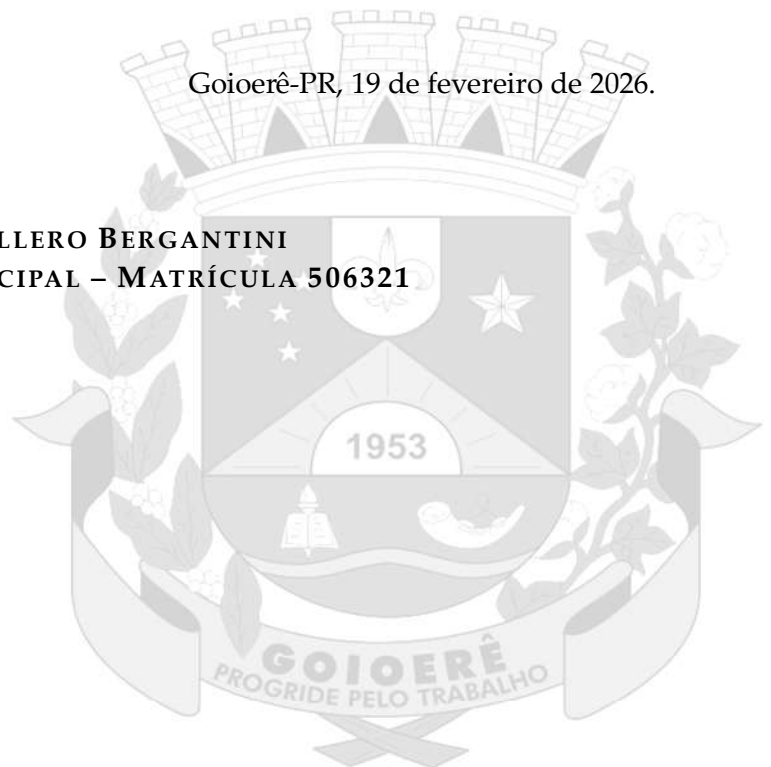 Goioerê-PR, 19 de fevereiro de 2026.
LLERO BERGANTINI
CIPAL – MATRÍCULA 506321
1953
GOIOERÊ
PROGRIDE PELO TRABALHO